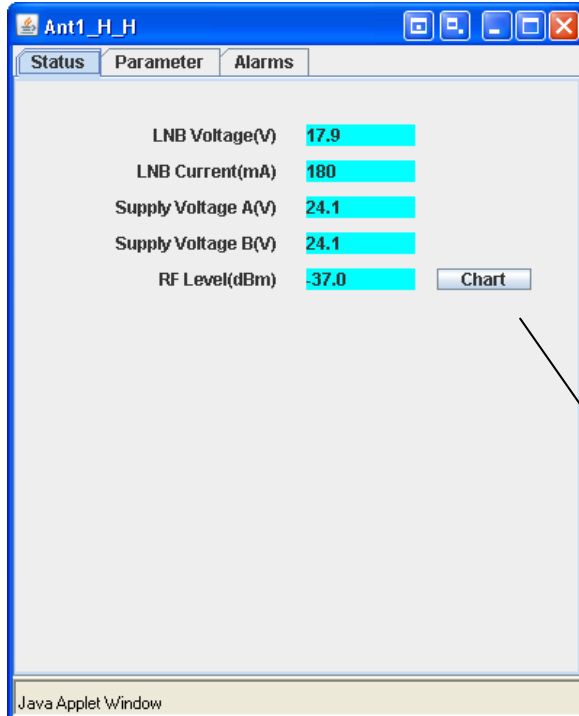 Ant1_H_H
Status Parameter Alarms
LNB Voltage(V) 17.9
LNB Current(mA) 180
Supply Voltage A(V) 24.1
Supply Voltage B(V) 24.1
RF Level(dBm) -37.0 Chart
Java Applet Window